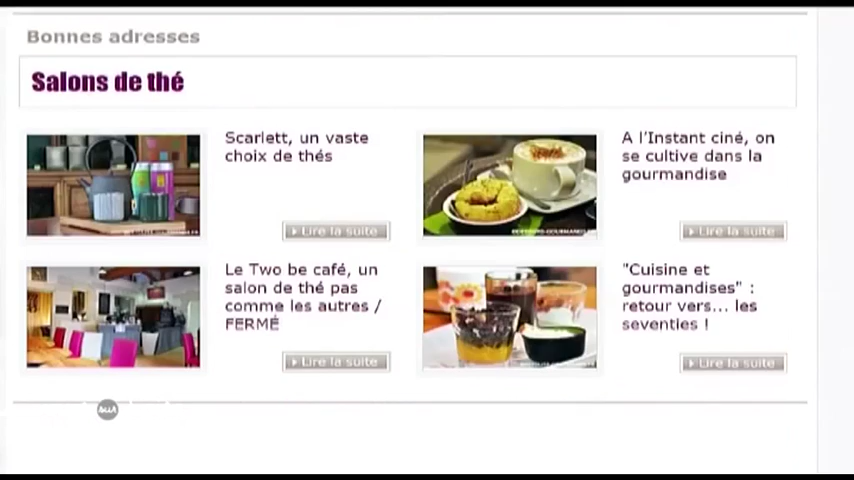 Bonnes adresses
Salons de thé
Scarlett, un vaste
choix de thés
Lire la suite
A l'Instant ciné, on
se cultive dans la
gourmandise
Lire la suite
Le Two be café, un
salon de thé pas
comme les autres /
FERMÉ
Lire la suite
"Cuisine et
gourmandises" :
retour vers... les
seventies !
Lire la suite